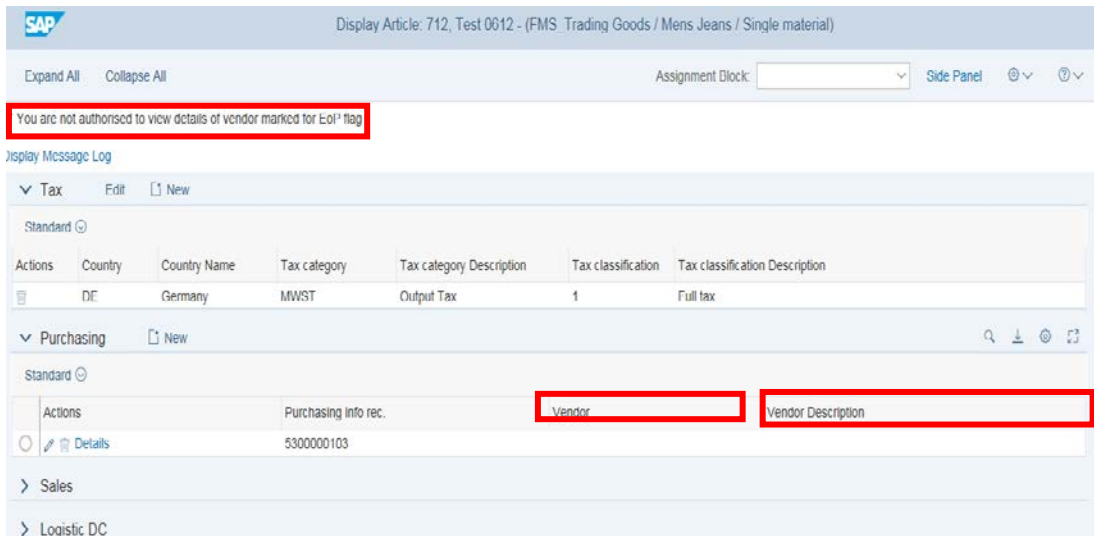 SAP
Display Article: 712, Test 0612 - (FMS_Trading Goods / Mens Jeans / Single material)
Expand All Collapse All Assignment Block: Side Panel
You are not authorised to view details of vendor marked for EoP flag
Display Message Log
Tax Edit New
Standard
Actions Country Country Name Tax category Tax category Description Tax classification Tax classification Description
DE Germany MWST Output Tax 1 Full tax
Purchasing New
Standard
Actions Purchasing info rec. Vendor Vendor Description
Details 5300000103
Sales
Logistic DC